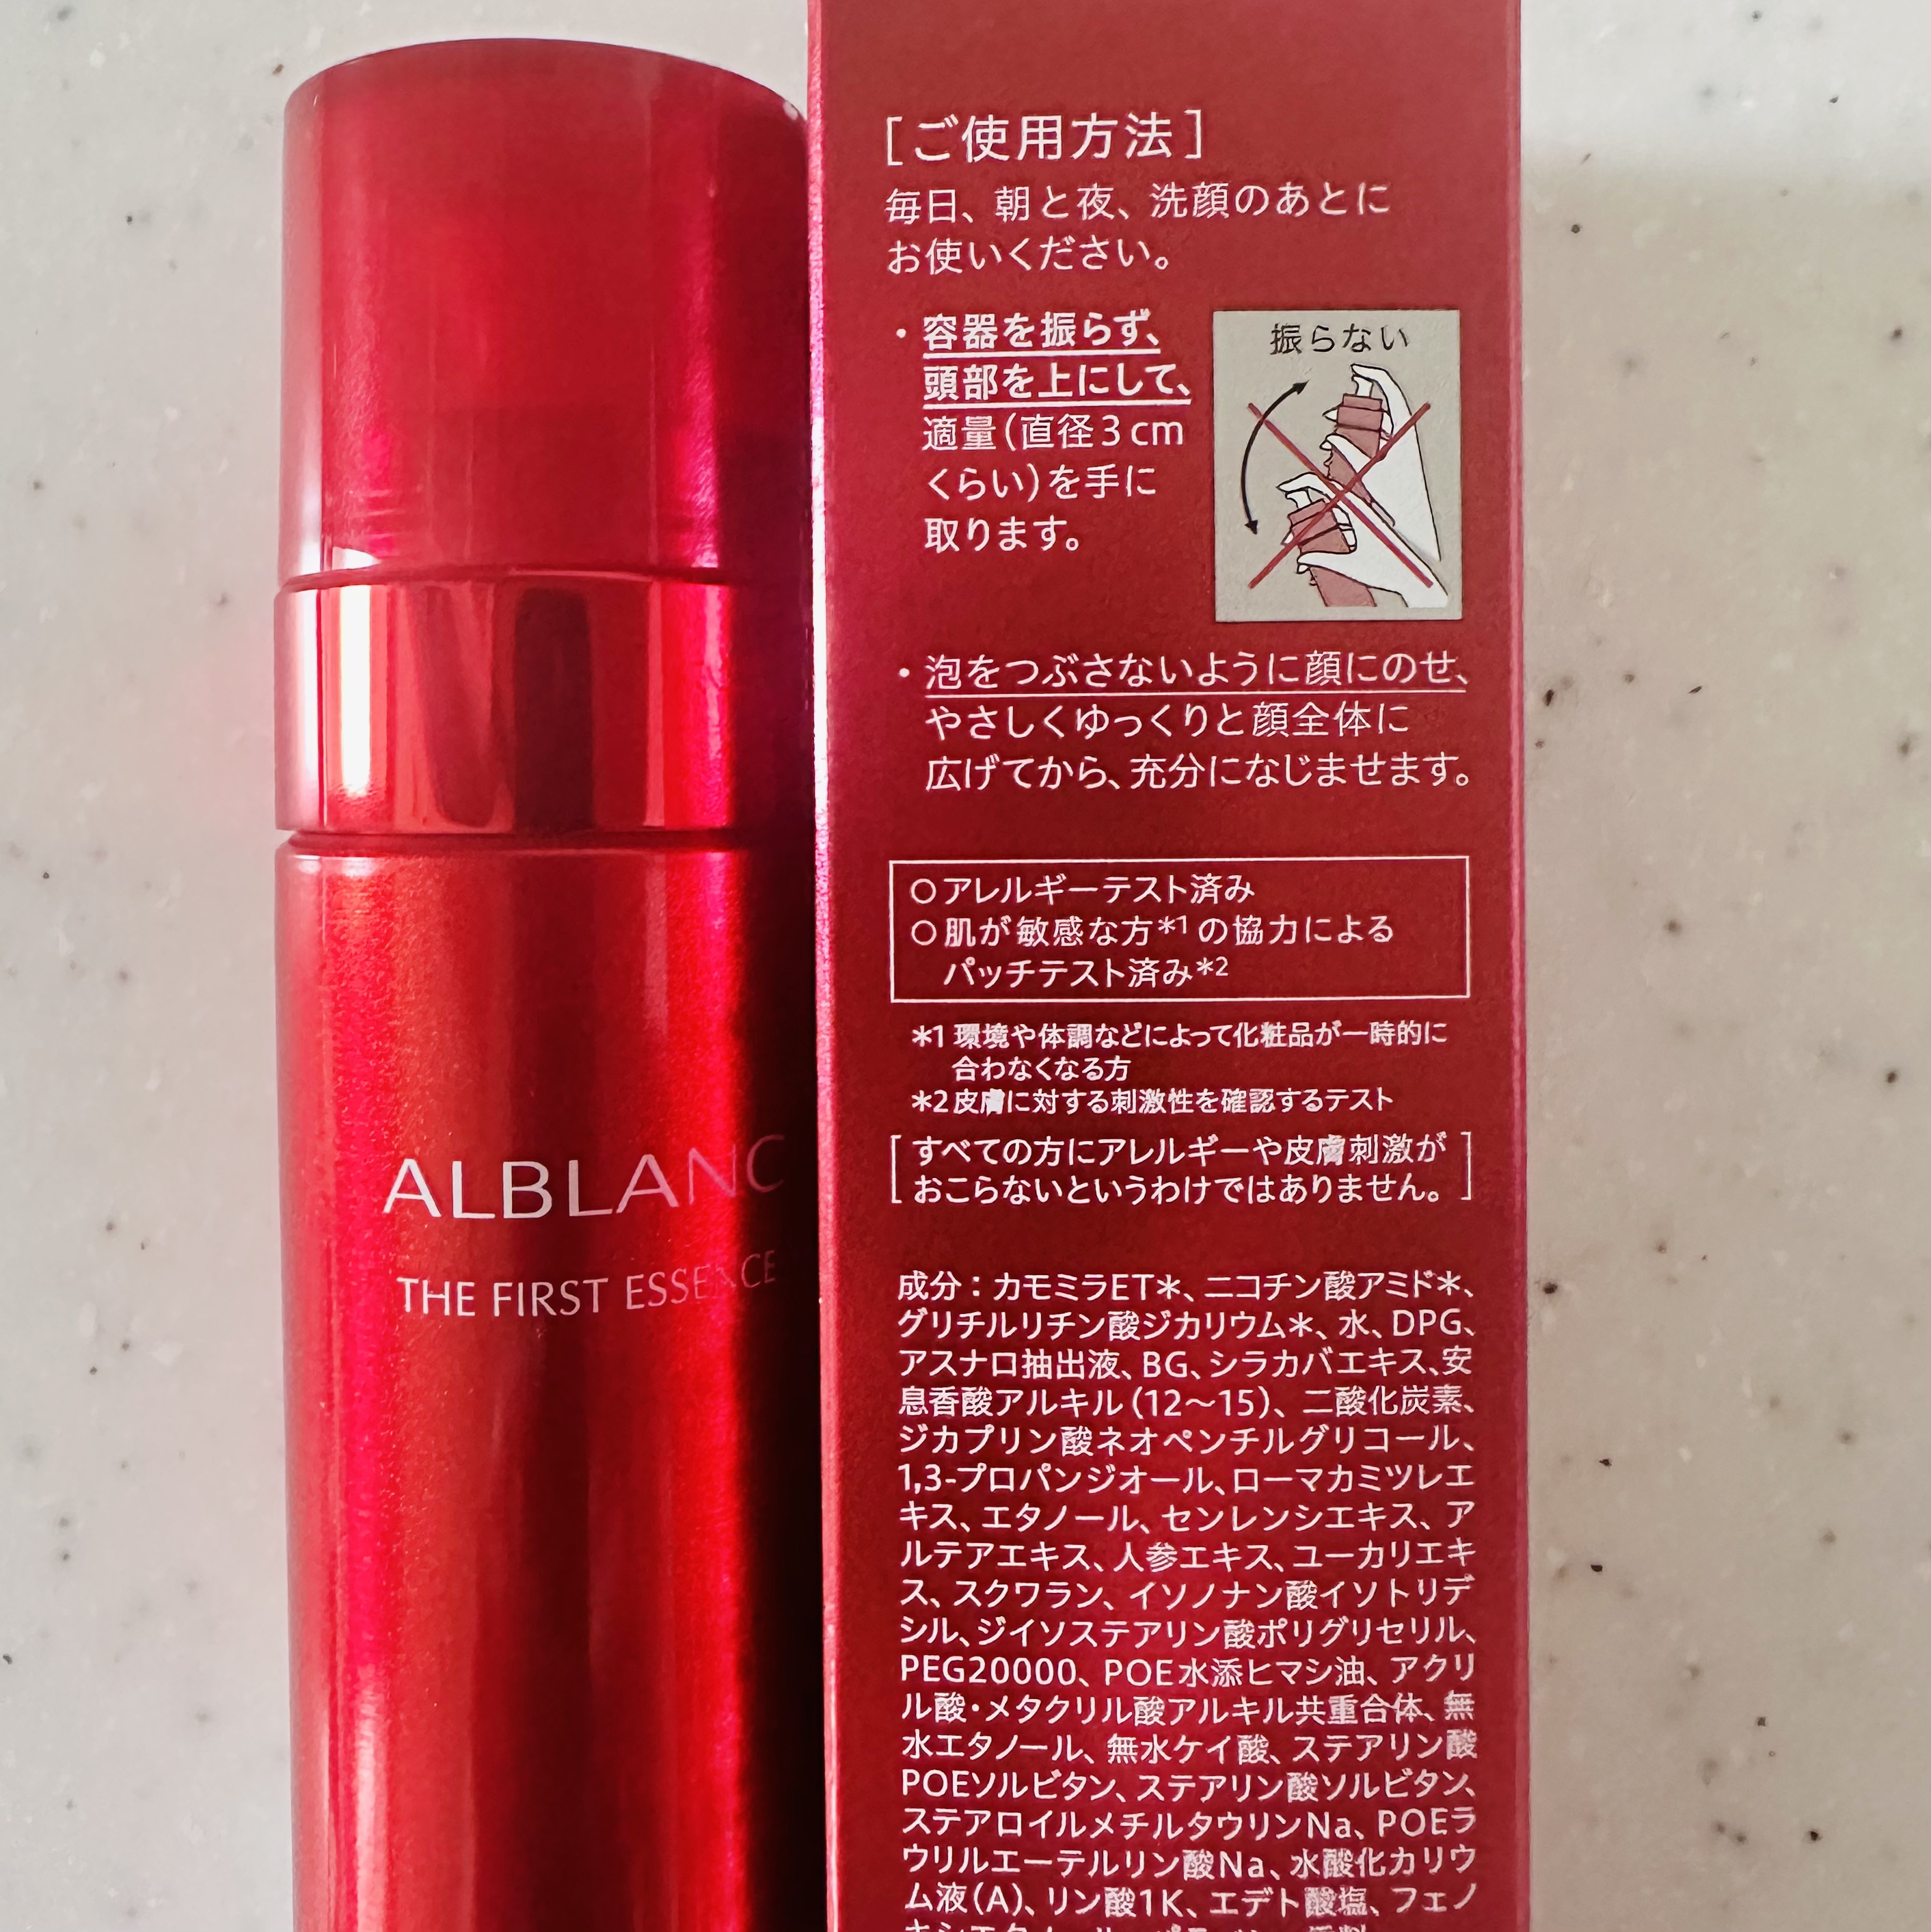 ALBLANC
THE FIRST ESSENCE
[ご使用方法]
毎日、朝と夜、洗顔のあとに
お使いください。
・容器を振らず、
頭部を上にして、
適量(直径3cm
くらい)を手に
取ります。
振らない
・泡をつぶさないように顔にのせ、
やさしくゆっくりと顔全体に
広げてから、充分になじませます。
○アレルギーテスト済み
○肌が敏感な方*1の協力による
パッチテスト済み*2
*1 環境や体調などによって化粧品が一時的に
合わなくなる方
*2 皮膚に対する刺激性を確認するテスト
[すべての方にアレルギーや皮膚刺激が
おこらないというわけではありません。]
成分：カモミラET*、ニコチン酸アミド*、
グリチルリチン酸ジカリウム*、水、DPG、
アスナロ抽出液、BG、シラカバエキス、安
息香酸アルキル(12～15)、二酸化炭素、
ジカプリン酸ネオペンチルグリコール、
1,3-プロパンジオール、ローマカミツレエ
キス、エタノール、センレンシエキス、ア
ルテアエキス、人参エキス、ユーカリエキ
ス、スクワラン、イソノナン酸イソトリデ
シル、ジイソステアリン酸ポリグリセリル、
PEG20000、POE水添ヒマシ油、アクリ
ル酸・メタクリル酸アルキル共重合体、無
水エタノール、無水ケイ酸、ステアリン酸
POEソルビタン、ステアリン酸ソルビタン、
ステアロイルメチルタウリンNa、POEラ
ウリルエーテルリン酸Na、水酸化カリウ
ム液(A)、リン酸1K、エデト酸塩、フェノ